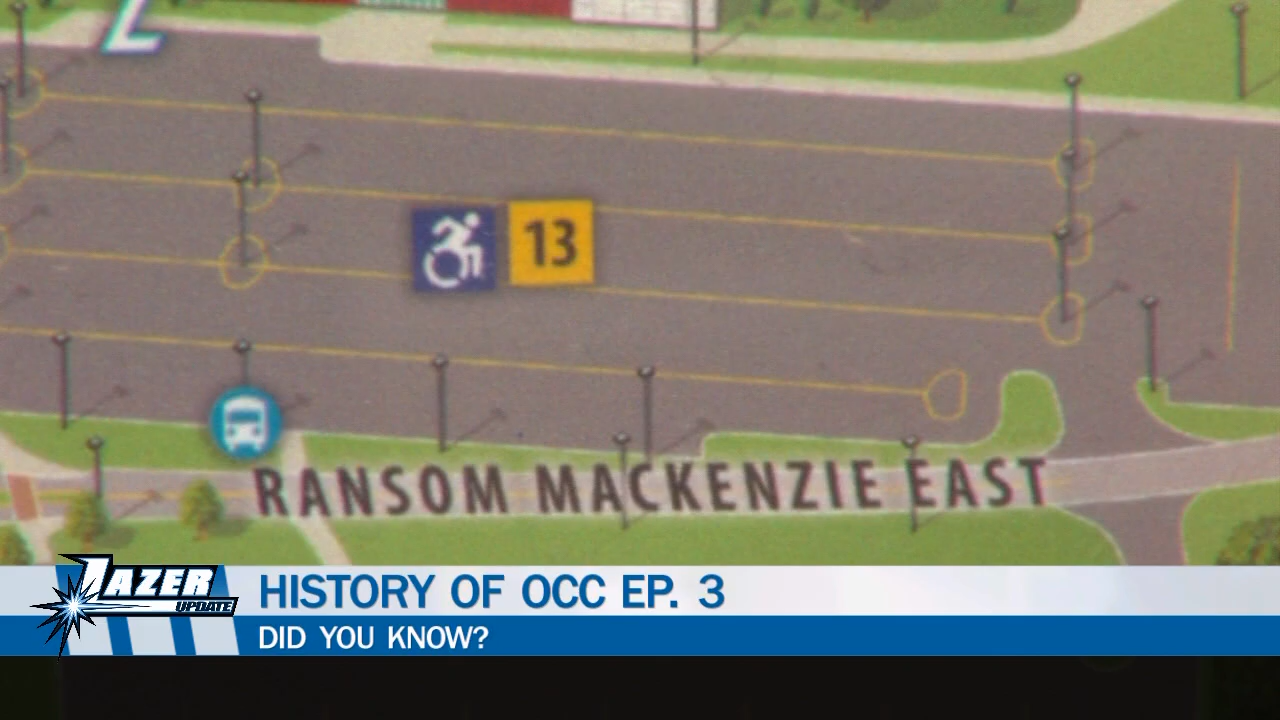 13
RANSOM MACKENZIE EAST
LAZER
UPDATE
HISTORY OF OCC EP. 3
DID YOU KNOW?